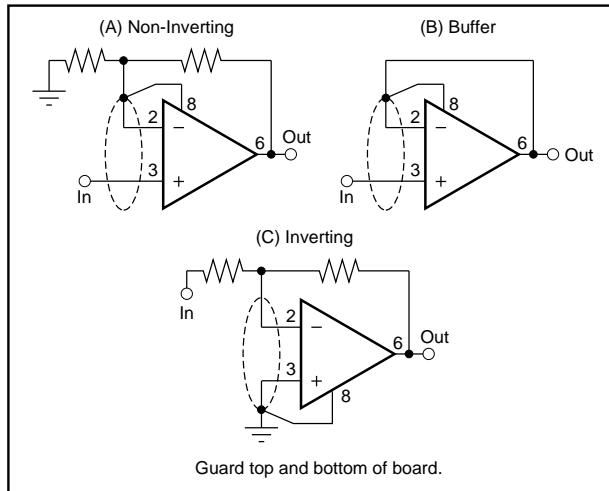 (A) Non-Inverting
(B) Buffer
8
2
−
6
Out
3
+
In
8
2
−
6
Out
3
+
In
(C) Inverting
In
2
−
6
Out
3
+
8
Guard top and bottom of board.